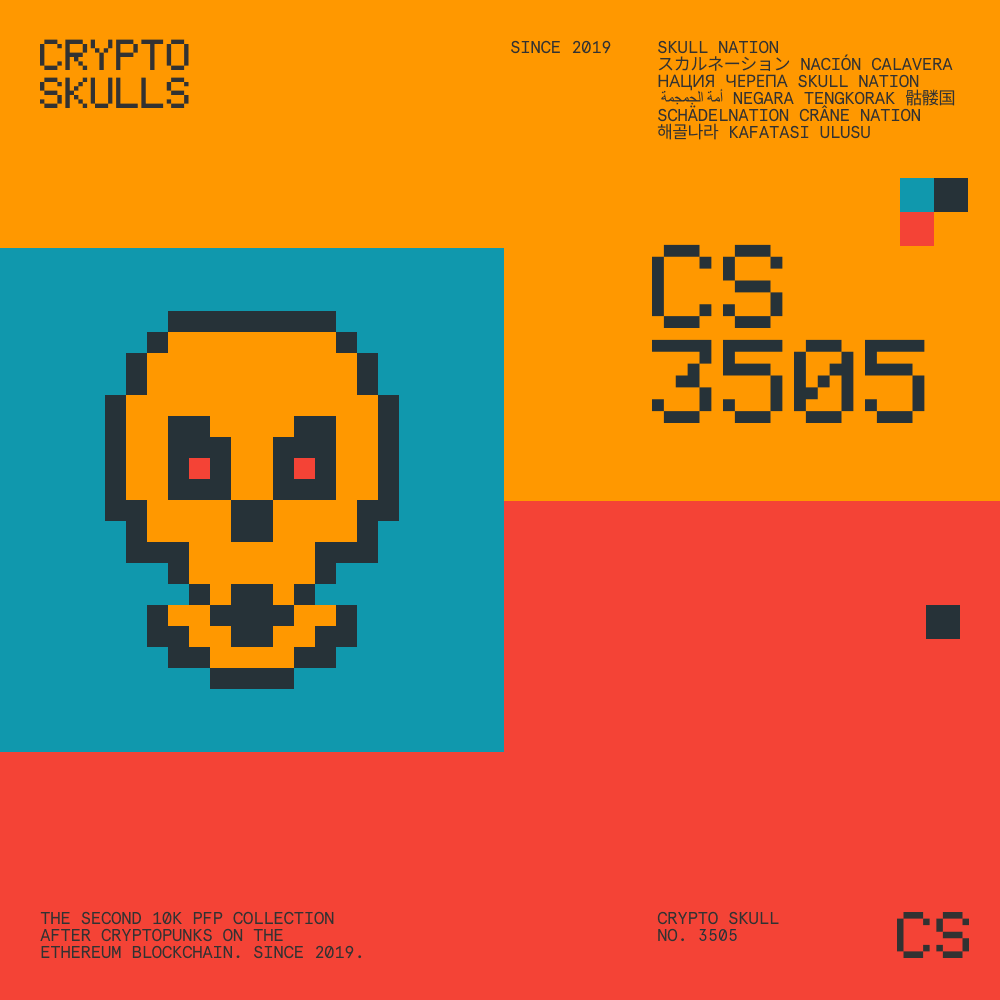 CRYPTO
SKULLS
SINCE 2019
SKULL NATION
スカルネーション NACIÓN CALAVERA
НАЦИЯ ЧЕРЕПА SKULL NATION
أمة الجمجمة NEGARA TENGKORAK 骷髅国
SCHÄDELNATION CRÂNE NATION
해골나라 KAFATASI ULUSU
CS
3505
THE SECOND 10K PFP COLLECTION
AFTER CRYPTOPUNKS ON THE
ETHEREUM BLOCKCHAIN. SINCE 2019.
CRYPTO SKULL
NO. 3505
CS